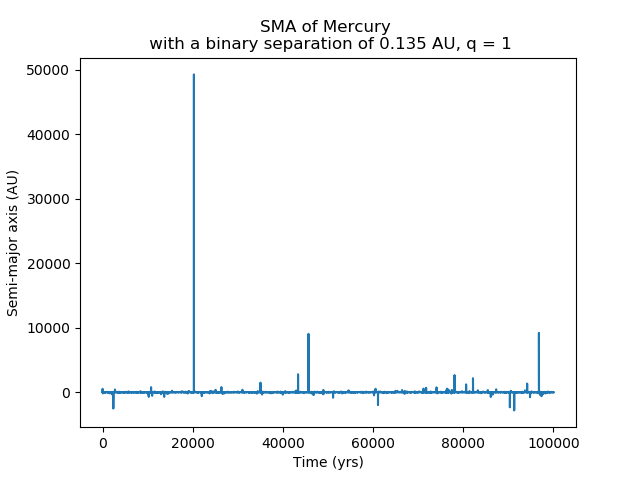 SMA of Mercury
with a binary separation of 0.135 AU, q = 1
50000
40000
30000
20000
10000
0
Semi-major axis (AU)
0 20000 40000 60000 80000 100000
Time (yrs)